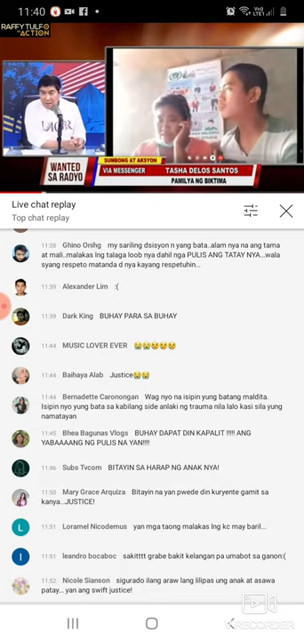 11:40
LTE1
RAFFY TULFO
IN ACTION
DIOR
WANTED
SA RADYO
SUMBONG AT AKSYON
VIA MESSENGER
TASHA DELOS SANTOS
PAMILYA NG BIKTIMA
Live chat replay
Top chat replay
11:38 Ghino Onihg my sariling dsisyon n yang bata..alam nya na ang tama
at mali..malakas lng talaga loob nya dahil nga PULIS ANG TATAY NYA...wala
syang respeto matanda d nya kayang respetuhin...
11:39 Alexander Lim :(
11:39 Dark King BUHAY PARA SA BUHAY
11:44 MUSIC LOVER EVER 😭😭😢😢😢
11:44 Baihaya Alab Justice😭😭
11:44 Bernadette Caronongan Wag nyo na isipin yung batang maldita.
Isipin nyo yung bata sa kabilang side anlaki ng trauma nila lalo kasi sila yung
namatayan
11:45 Bhea Bagunas Vlogs BUHAY DAPAT DIN KAPALIT !!!!! ANG
YABAAAANG NG PULIS NA YAN!!!!
11:46 Subs Tvcom BITAYIN SA HARAP NG ANAK NYA!
11:50 Mary Grace Arquiza Bitayin na yan pwede din kuryente gamit sa
kanya..JUSTICE!
11:51 Loramel Nicodemus yan mga taong malakas lng kc may baril...
11:51 leandro bocaboc sakitttt grabe bakit kelangan pa umabot sa ganon:(
11:52 Nicole Sianson sigurado ilang araw lang lilipas ung anak at asawa
patay... yan ang swift justice!
RECORDER